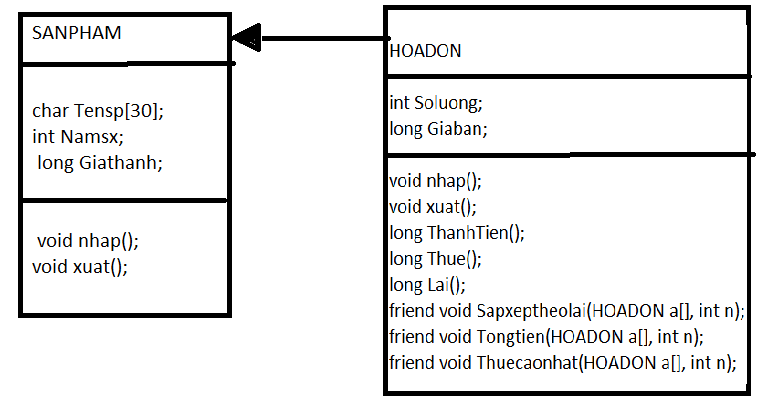 SANPHAM
char Tensp[30];
int Namsx;
long Giathanh;
void nhap();
void xuat();
HOADON
int Soluong;
long Giaban;
void nhap();
void xuat();
long ThanhTien();
long Thue();
long Lai();
friend void Sapxeptheolai(HOADON a[], int n);
friend void Tongtien(HOADON a[], int n);
friend void Thuecaonhat(HOADON a[], int n);